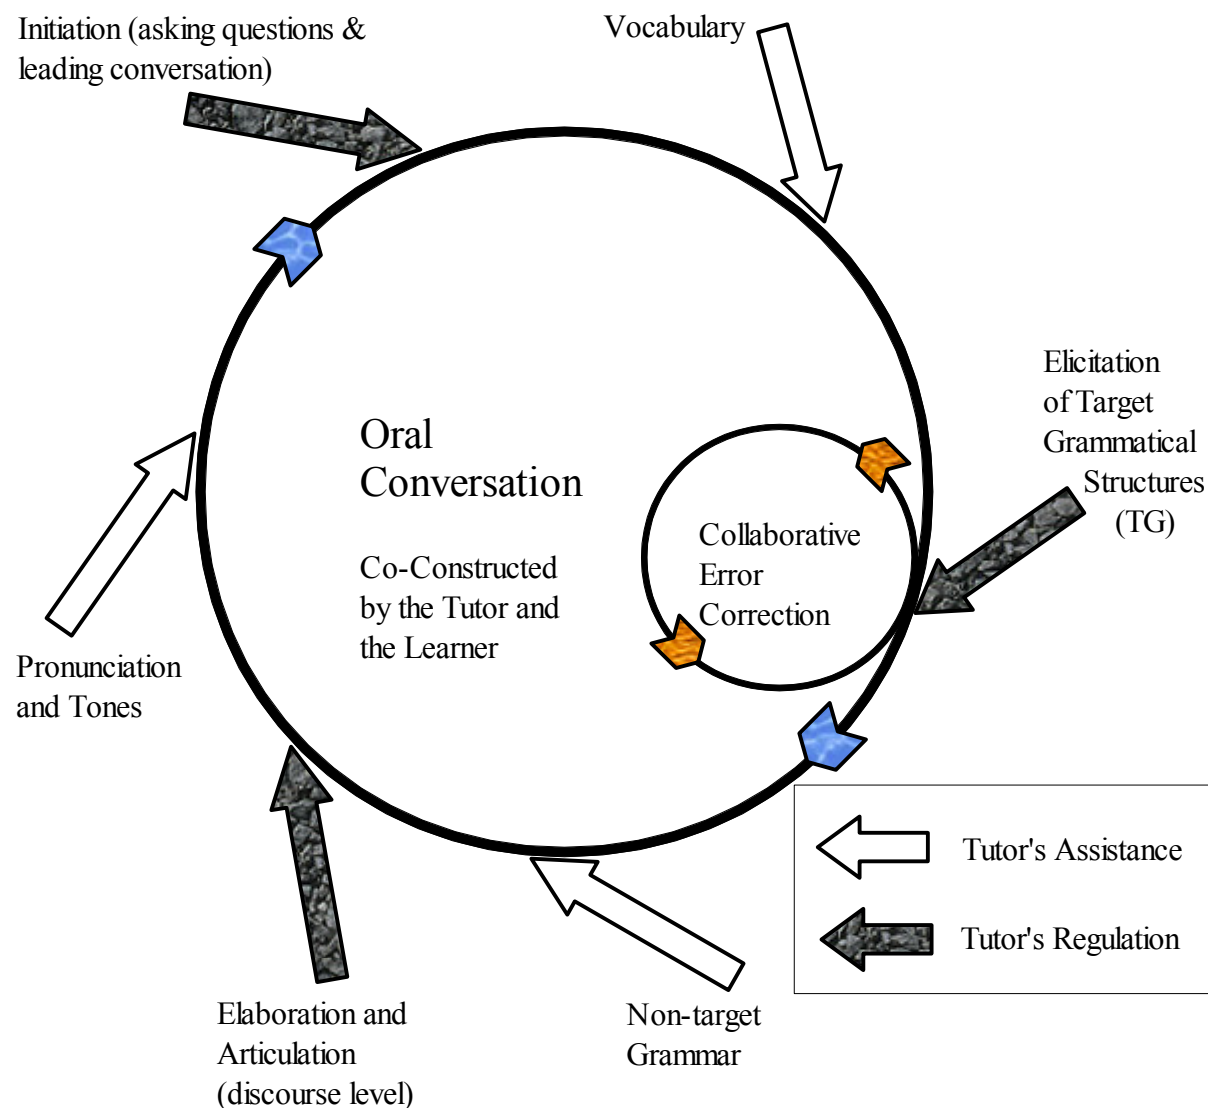 Initiation (asking questions &
leading conversation)
Vocabulary
Elicitation
of Target
Grammatical
Structures
(TG)
Oral
Conversation
Co-Constructed
by the Tutor and
the Learner
Collaborative
Error
Correction
Pronunciation
and Tones
Tutor's Assistance
Tutor's Regulation
Elaboration and
Articulation
(discourse level)
Non-target
Grammar